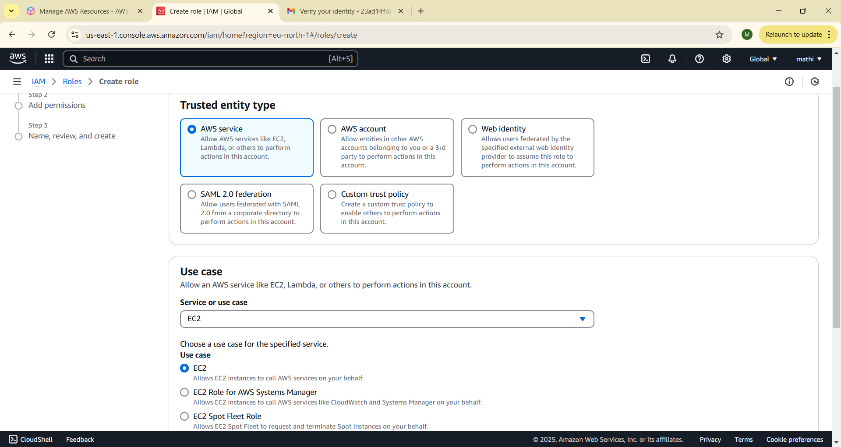 Manage AWS Resources - AWS
Create role | IAM | Global
Verify your identity - 23ad144@
us-east-1.console.aws.amazon.com/iam/home?region=eu-north-1#/roles/create
M
Relaunch to update
aws
Search
[Alt+S]
Global
mathi
IAM
Roles
Create role
Step 2
Add permissions
Step 3
Name, review, and create
Trusted entity type
AWS service
Allow AWS services like EC2,
Lambda, or others to perform
actions in this account.
AWS account
Allow entities in other AWS
accounts belonging to you or a 3rd
party to perform actions in this
account.
Web identity
Allows users federated by the
specified external web identity
provider to assume this role to
perform actions in this account.
SAML 2.0 federation
Allow users federated with SAML
2.0 from a corporate directory to
perform actions in this account.
Custom trust policy
Create a custom trust policy to
enable others to perform actions
in this account.
Use case
Allow an AWS service like EC2, Lambda, or others to perform actions in this account.
Service or use case
EC2
Choose a use case for the specified service.
Use case
EC2
Allows EC2 instances to call AWS services on your behalf.
EC2 Role for AWS Systems Manager
Allows EC2 instances to call AWS services like CloudWatch and Systems Manager on your behalf.
EC2 Spot Fleet Role
Allows EC2 Spot Fleet to request and terminate Spot Instances on your behalf.
CloudShell
Feedback
© 2025, Amazon Web Services, Inc. or its affiliates.
Privacy
Terms
Cookie preferences